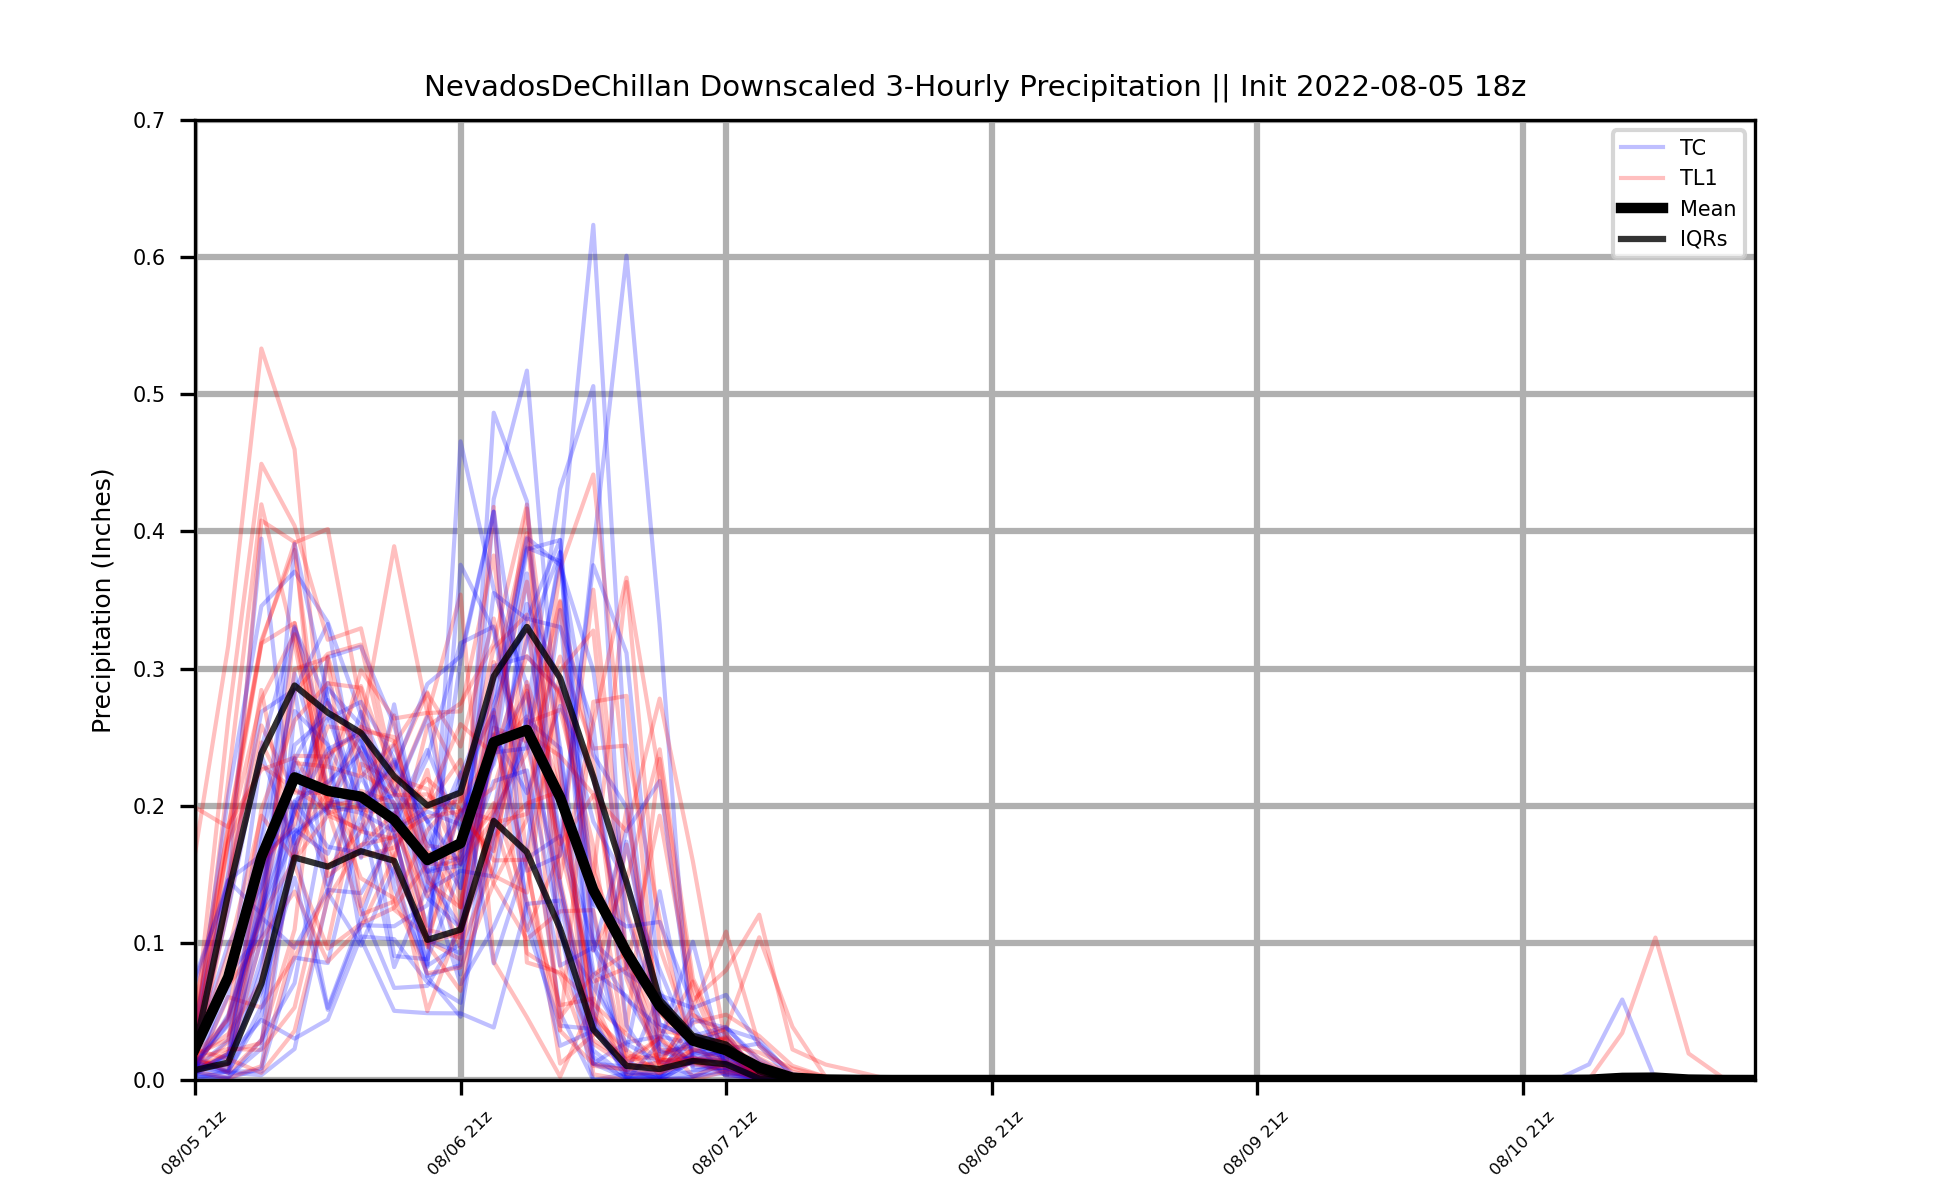 NevadosDeChillan Downscaled 3-Hourly Precipitation || Init 2022-08-05 18z
0.7
0.6
0.5
0.4
0.3
0.2
0.1
0.0
Precipitation (Inches)
TC
TL1
Mean
IQRs
08/05 21z
08/06 21z
08/07 21z
08/08 21z
08/09 21z
08/10 21z